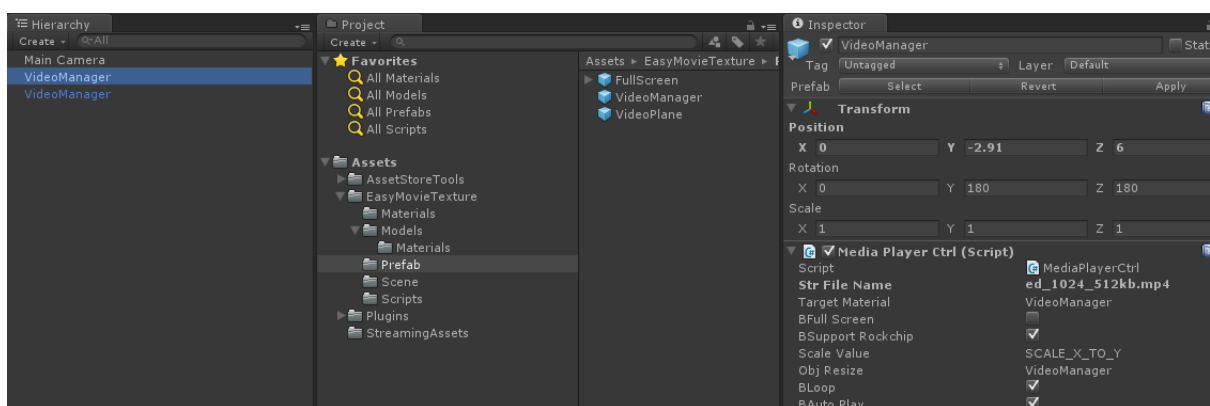 Hierarchy
Create
All
Main Camera
VideoManager
VideoManager
Project
Create
Favorites
All Materials
All Models
All Prefabs
All Scripts
Assets
AssetStoreTools
EasyMovieTexture
Materials
Models
Materials
Prefab
Scene
Scripts
Plugins
StreamingAssets
Assets ▸ EasyMovieTexture ▸
FullScreen
VideoManager
VideoPlane
Inspector
VideoManager Stat
Tag Untagged Layer Default
Prefab Select Revert Apply
Transform
Position
X 0 Y -2.91 Z 6
Rotation
X 0 Y 180 Z 180
Scale
X 1 Y 1 Z 1
Media Player Ctrl (Script)
Script MediaPlayerCtrl
Str File Name ed_1024_512kb.mp4
Target Material VideoManager
BFull Screen
BSupport Rockchip
Scale Value SCALE_X_TO_Y
Obj Resize VideoManager
BLoop
BAuto Play